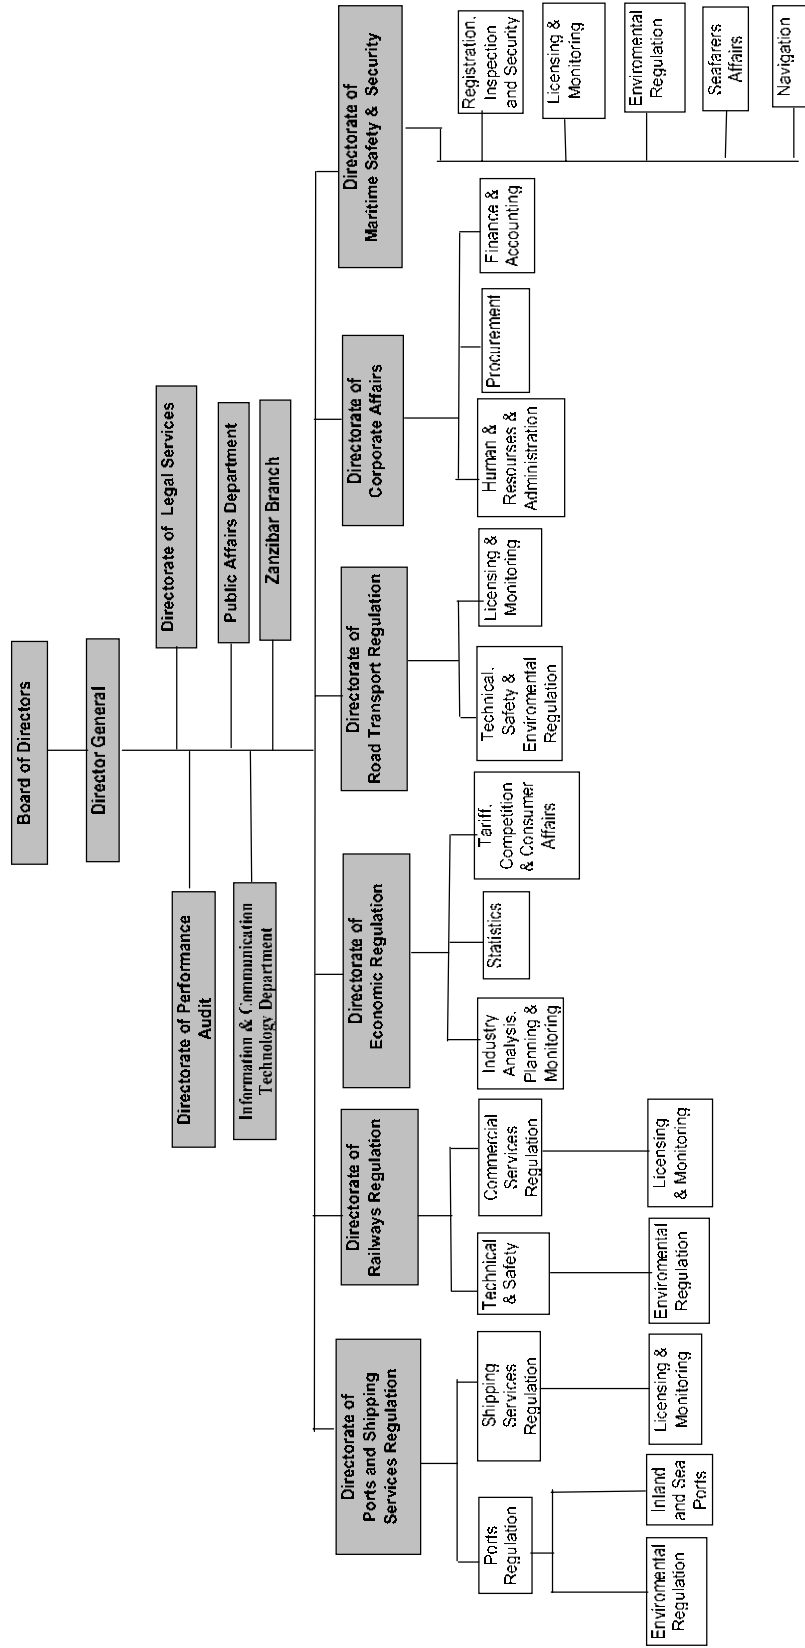 Board of Directors
Director General
Directorate of Performance
Audit
Directorate of Legal Services
Information & Communication
Technology Department
Public Affairs Department
Zanzibar Branch
Directorate of
Ports and Shipping
Services Regulation
Directorate of
Railways Regulation
Directorate of
Economic Regulation
Directorate of
Road Transport Regulation
Directorate of
Corporate Affairs
Directorate of
Maritime Safety & Security
Ports
Regulation
Shipping
Services
Regulation
Technical
& Safety
Commercial
Services
Regulation
Industry
Analysis.
Planning &
Monitoring
Statistics
Tariff.
Competition
& Consumer
Affairs
Technical.
Safety &
Enviromental
Regulation
Licensing &
Monitoring
Human &
Resourses &
Administration
Procurement
Finance &
Accounting
Registration.
Inspection
and Security
Licensing &
Monitoring
Enviromental
Regulation
Seafarers
Affairs
Navigation
Enviromental
Regulation
Inland
and Sea
Ports
Licensing &
Monitoring
Enviromental
Regulation
Licensing
& Monitoring